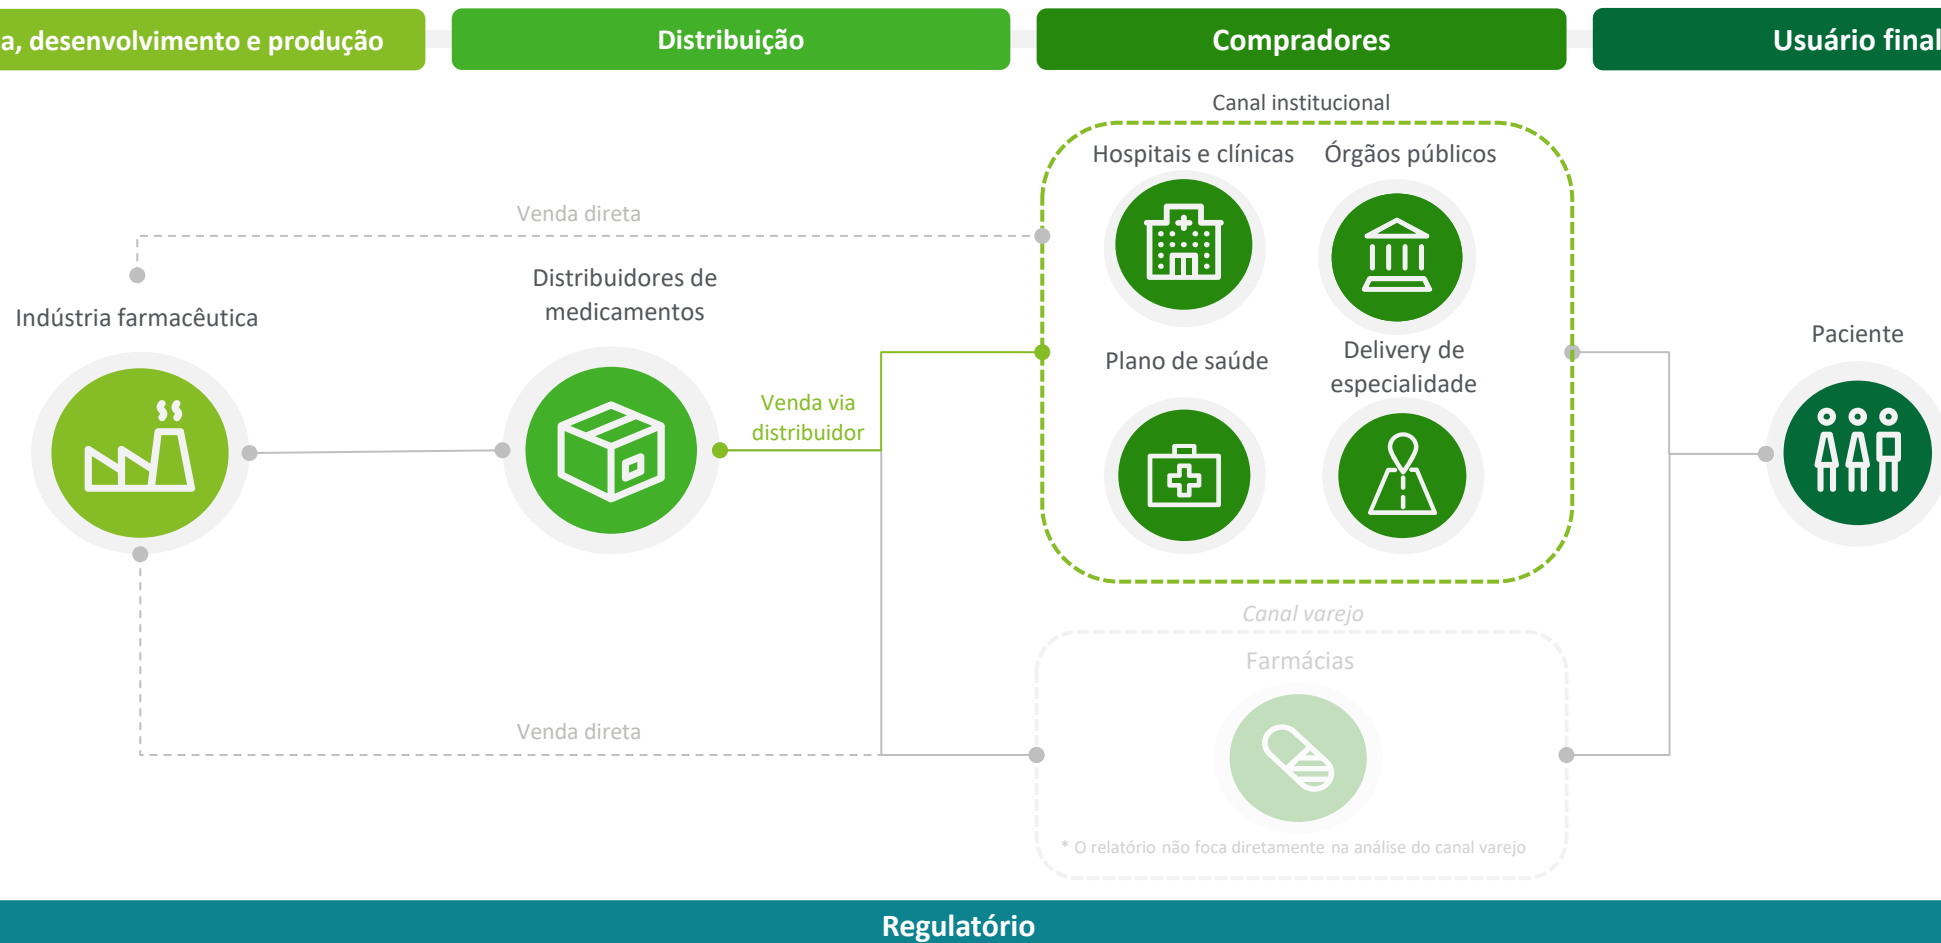 a, desenvolvimento e produção
Distribuição
Compradores
Usuário final
Canal institucional
Hospitais e clínicas
Órgãos públicos
Venda direta
Distribuidores de
medicamentos
Indústria farmacêutica
Plano de saúde
Delivery de
especialidade
Paciente
Venda via
distribuidor
Canal varejo
Farmácias
Venda direta
* O relatório não foca diretamente na análise do canal varejo
Regulatório